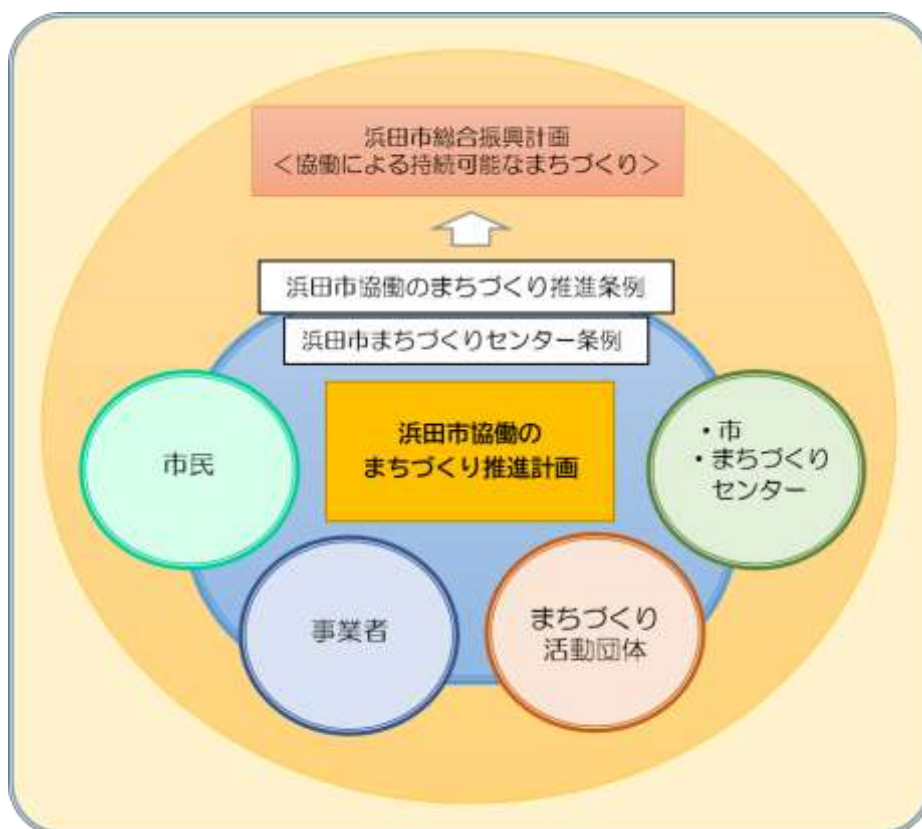 浜田市総合振興計画
＜協働による持続可能なまちづくり＞
浜田市協働のまちづくり推進条例
浜田市まちづくりセンター条例
浜田市協働の
まちづくり推進計画
市民
・市
・まちづくり
センター
事業者
まちづくり
活動団体